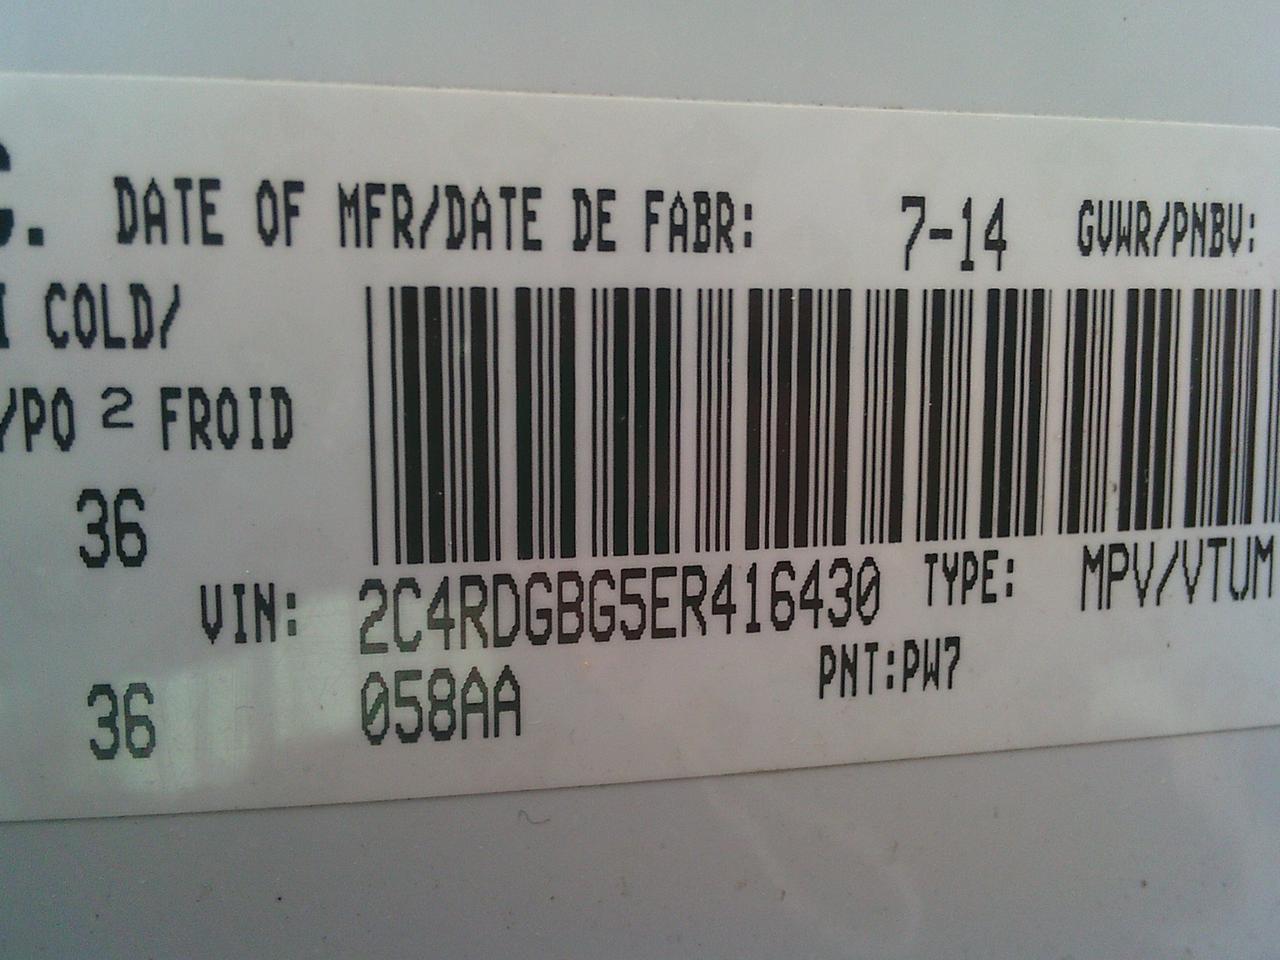 G. DATE OF MFR/DATE DE FABR: 7-14 GVWR/PNBV:
I COLD/
/PO 2 FROID
36
VIN: 2C4RDGBG5ER416430 TYPE: MPV/VTUM
36 058AA PNT:PW7